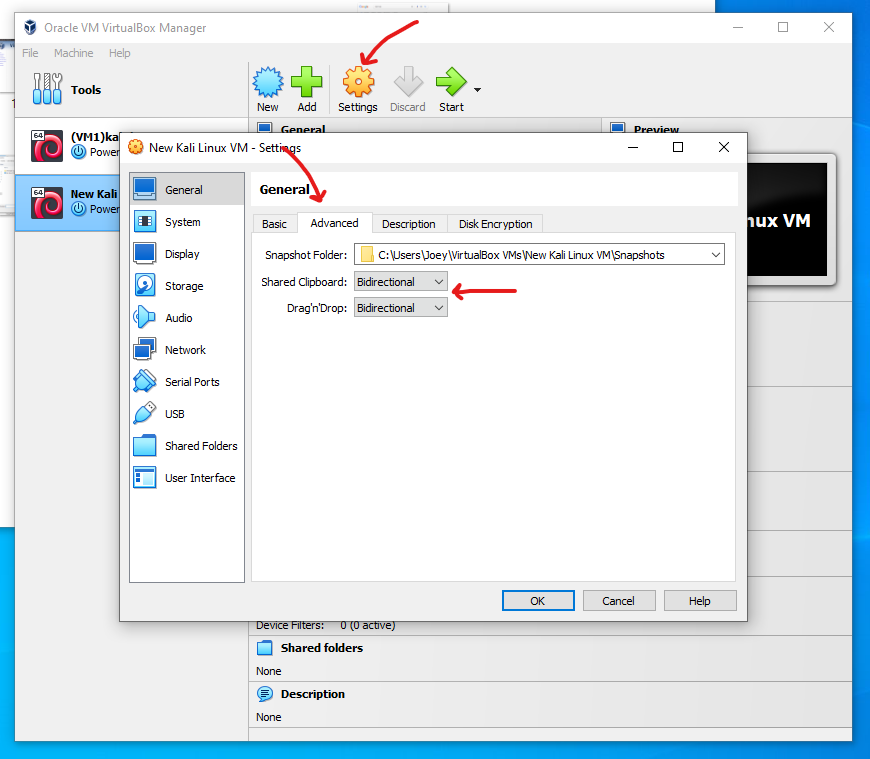 Oracle VM VirtualBox Manager
File Machine Help
Tools
New Add Settings Discard Start
General
Preview
64
(VM1)ka
Power
64
New Kali
Power
New Kali Linux VM - Settings
General
System
Display
Storage
Audio
Network
Serial Ports
USB
Shared Folders
User Interface
General
Basic Advanced Description Disk Encryption
Snapshot Folder: C:\Users\Joey\VirtualBox VMs\New Kali Linux VM\Snapshots
Shared Clipboard: Bidirectional
Drag'n'Drop: Bidirectional
OK Cancel Help
nux VM
Device Filters: 0 (0 active)
Shared folders
None
Description
None